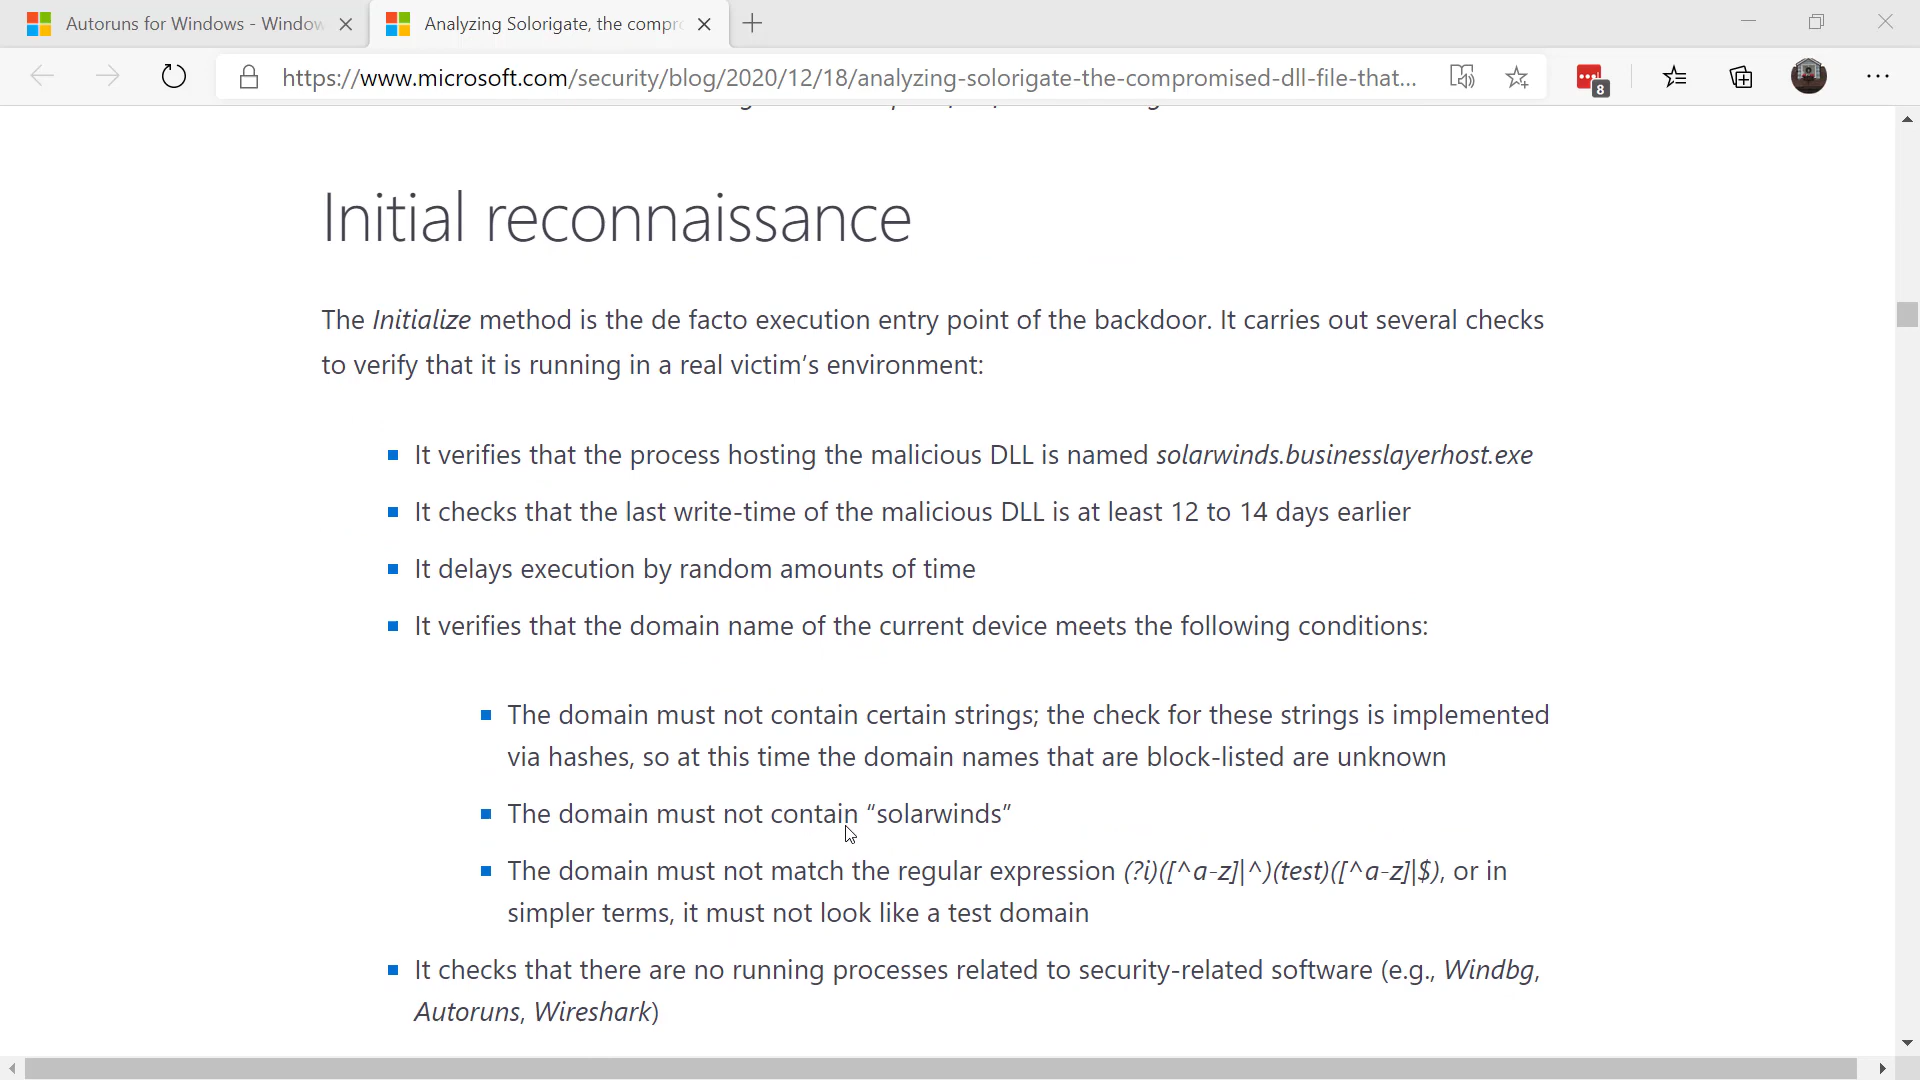 Autoruns for Windows - Window
Analyzing Solorigate, the compr
https://www.microsoft.com/security/blog/2020/12/18/analyzing-solorigate-the-compromised-dll-file-that...
8
Initial reconnaissance
The Initialize method is the de facto execution entry point of the backdoor. It carries out several checks
to verify that it is running in a real victim’s environment:
It verifies that the process hosting the malicious DLL is named solarwinds.businesslayerhost.exe
It checks that the last write-time of the malicious DLL is at least 12 to 14 days earlier
It delays execution by random amounts of time
It verifies that the domain name of the current device meets the following conditions:
The domain must not contain certain strings; the check for these strings is implemented
via hashes, so at this time the domain names that are block-listed are unknown
The domain must not contain “solarwinds”
The domain must not match the regular expression (?i)([^a-z]|^)(test)([^a-z]|$), or in
simpler terms, it must not look like a test domain
It checks that there are no running processes related to security-related software (e.g., Windbg,
Autoruns, Wireshark)